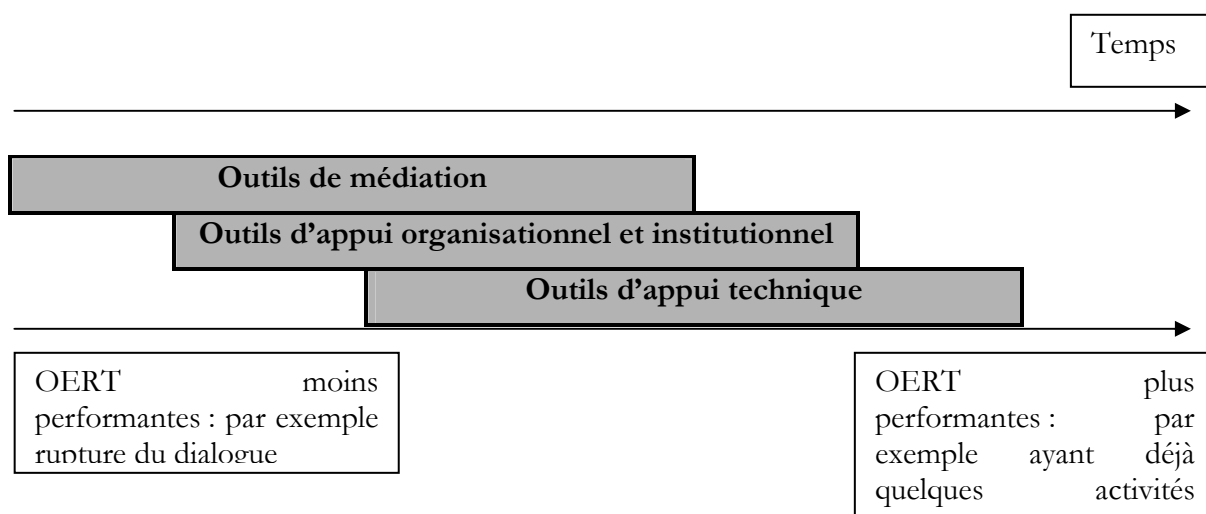 Temps
Outils de médiation
Outils d'appui organisationnel et institutionnel
Outils d'appui technique
OERT moins
performantes : par exemple
rupture du dialogue
OERT plus
performantes : par
exemple ayant déjà
quelques activités